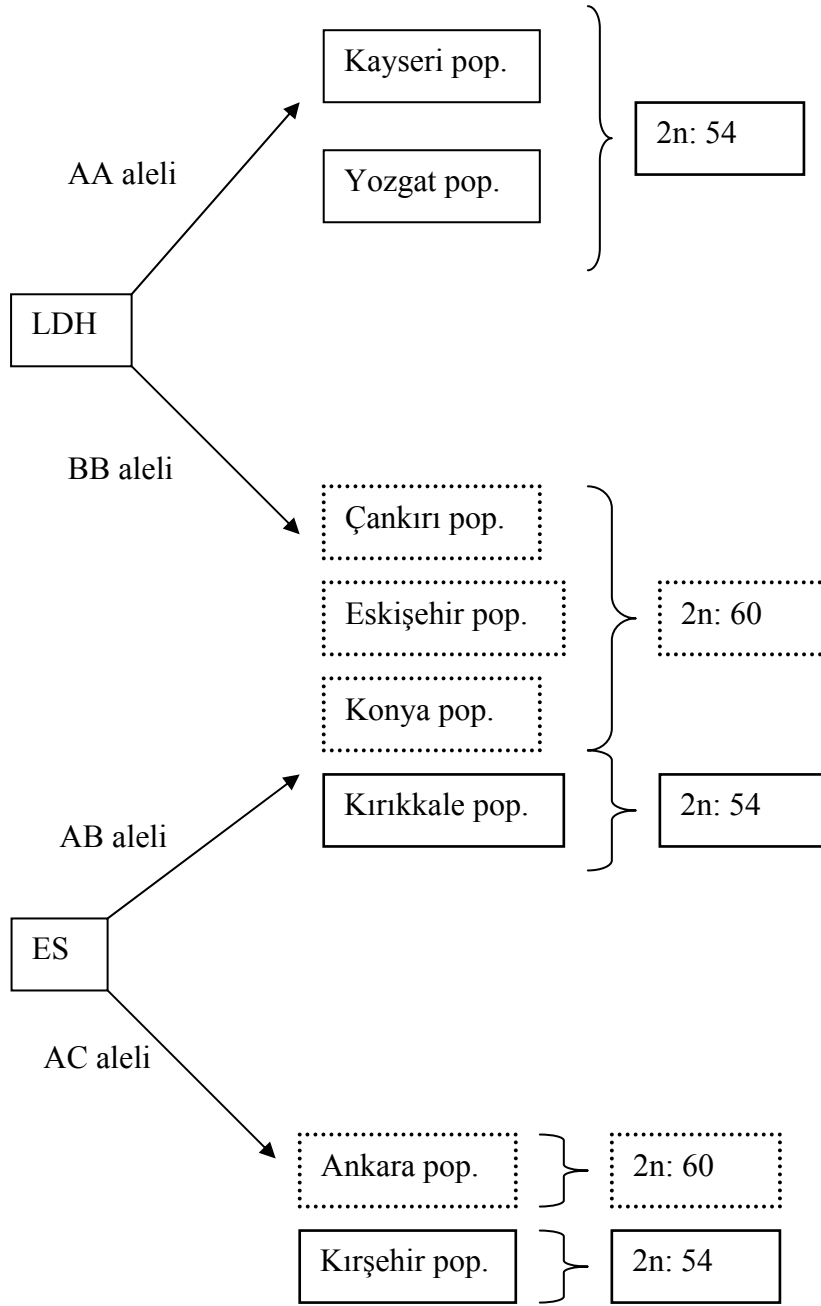 Kayseri pop.
2n: 54
AA aleli
Yozgat pop.
LDH
BB aleli
Çankırı pop.
Eskişehir pop.
2n: 60
Konya pop.
Kırıkkale pop.
2n: 54
AB aleli
ES
AC aleli
Ankara pop.
2n: 60
Kırşehir pop.
2n: 54